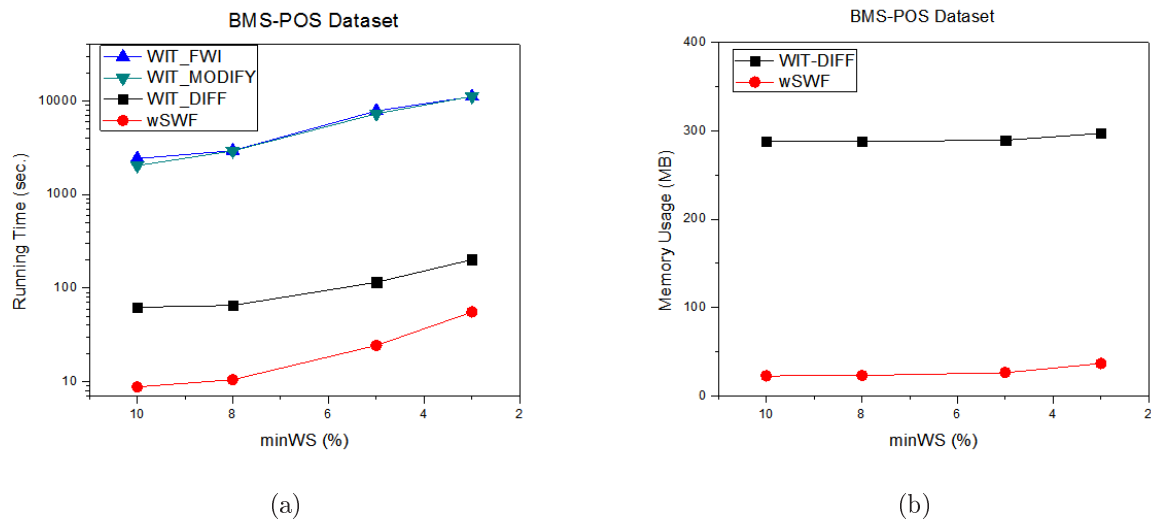 BMS-POS Dataset
WIT_FWI
WIT_MODIFY
WIT_DIFF
wSWF
Running Time (sec.)
10000
1000
100
10
10
8
6
4
2
minWS (%)
(a)
BMS-POS Dataset
WIT-DIFF
wSWF
Memory Usage (MB)
400
300
200
100
0
10
8
6
4
2
minWS (%)
(b)